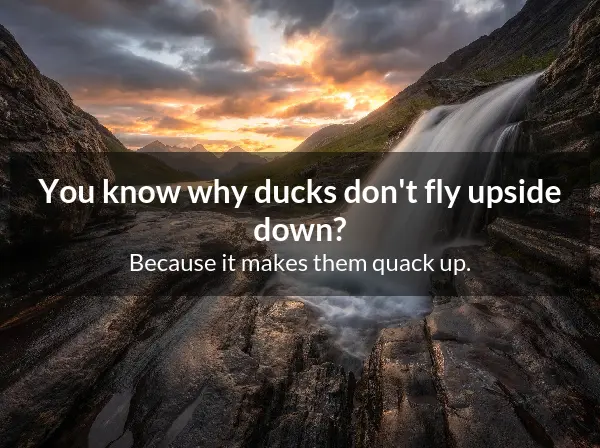 You know why ducks don't fly upside
down?
Because it makes them quack up.